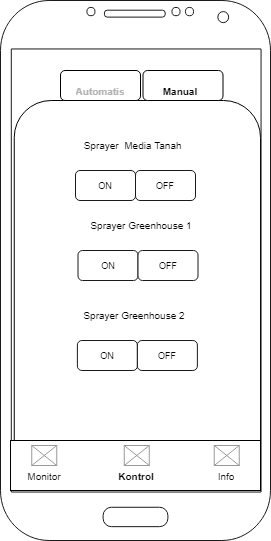 Automatis Manual
Sprayer Media Tanah
ON OFF
Sprayer Greenhouse 1
ON OFF
Sprayer Greenhouse 2
ON OFF
Monitor Kontrol Info